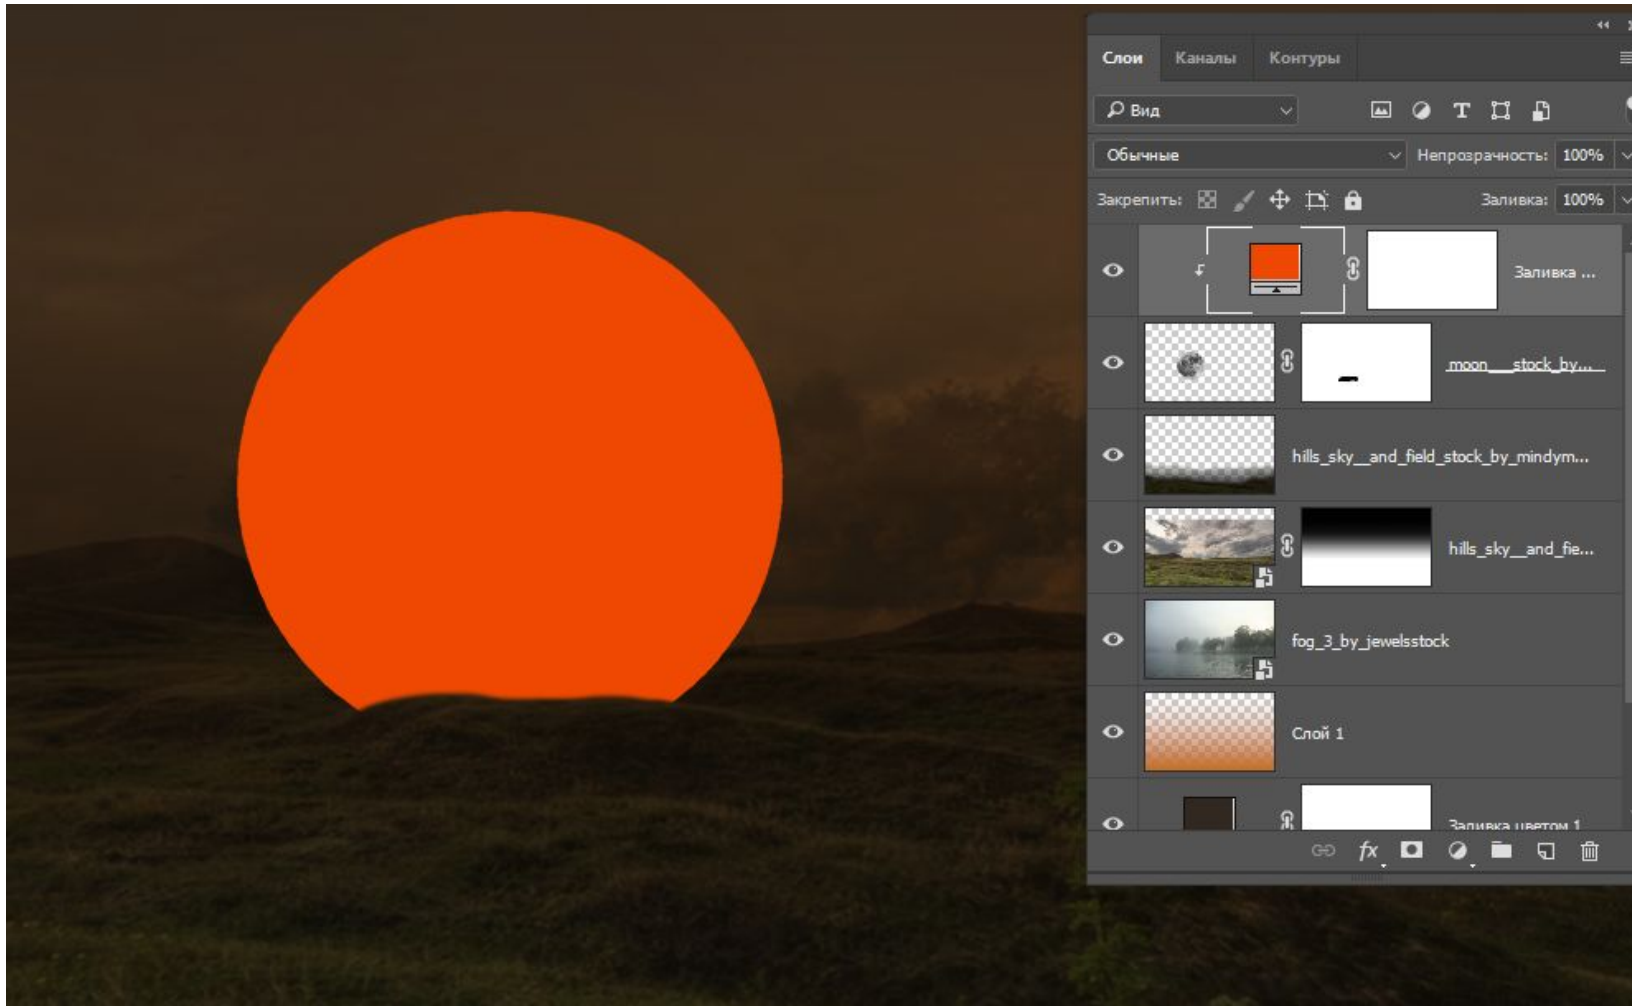 Слои Каналы Контуры
Вид
Обычные Непрозрачность: 100%
Закрепить: Заливка: 100%
Заливка ...
moon___stock_by...
hills_sky__and_field_stock_by_mindym...
hills_sky__and_fie...
fog_3_by_jewelsstock
Слой 1
Заливка цветом 1
fx